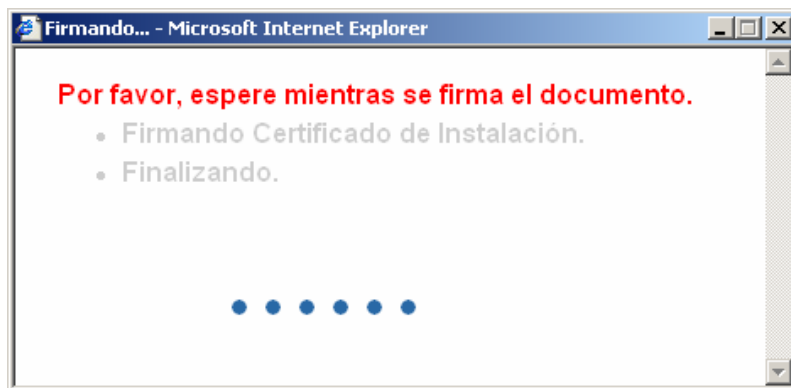 Firmando... - Microsoft Internet Explorer
Por favor, espere mientras se firma el documento.
• Firmando Certificado de Instalación.
• Finalizando.